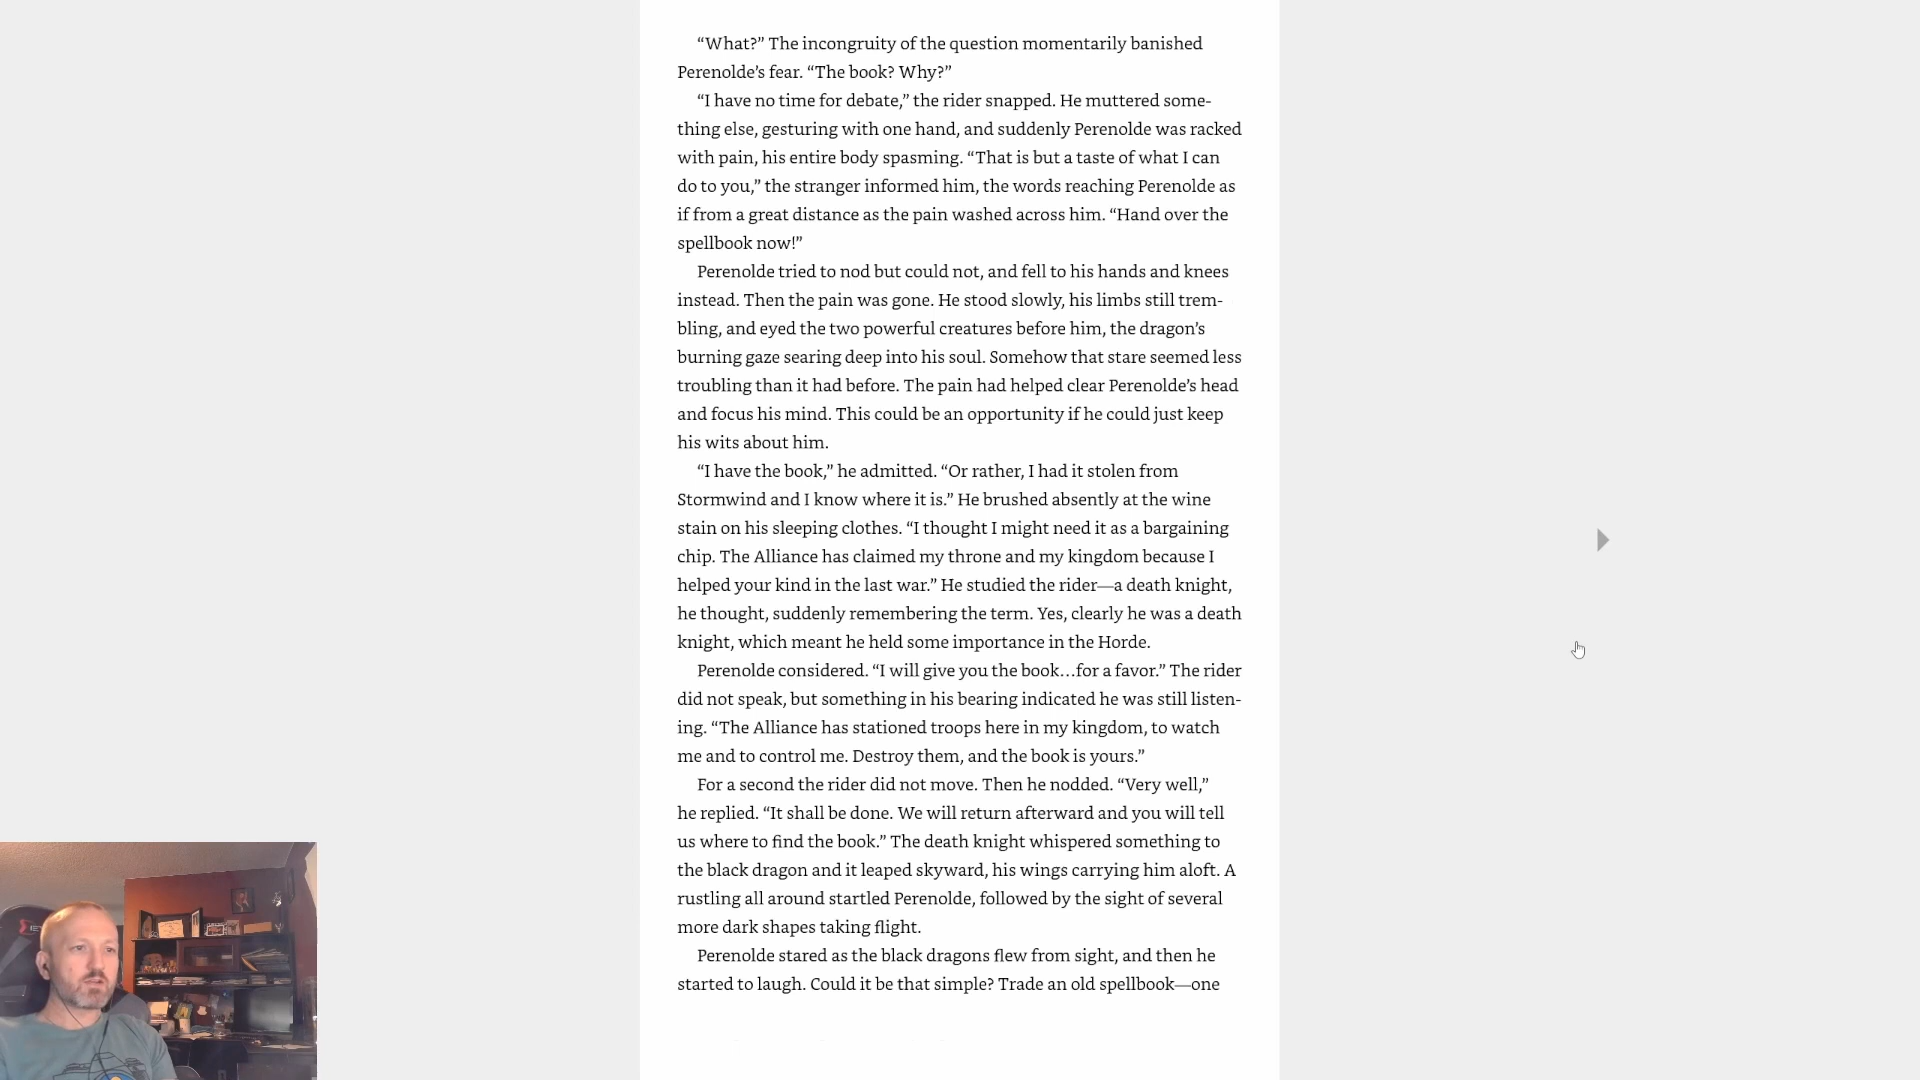 “What?” The incongruity of the question momentarily banished
Perenolde’s fear. “The book? Why?”
“I have no time for debate,” the rider snapped. He muttered some-
thing else, gesturing with one hand, and suddenly Perenolde was racked
with pain, his entire body spasming. “That is but a taste of what I can
do to you,” the stranger informed him, the words reaching Perenolde as
if from a great distance as the pain washed across him. “Hand over the
spellbook now!”
Perenolde tried to nod but could not, and fell to his hands and knees
instead. Then the pain was gone. He stood slowly, his limbs still trem-
bling, and eyed the two powerful creatures before him, the dragon’s
burning gaze searing deep into his soul. Somehow that stare seemed less
troubling than it had before. The pain had helped clear Perenolde’s head
and focus his mind. This could be an opportunity if he could just keep
his wits about him.
“I have the book,” he admitted. “Or rather, I had it stolen from
Stormwind and I know where it is.” He brushed absently at the wine
stain on his sleeping clothes. “I thought I might need it as a bargaining
chip. The Alliance has claimed my throne and my kingdom because I
helped your kind in the last war.” He studied the rider—a death knight,
he thought, suddenly remembering the term. Yes, clearly he was a death
knight, which meant he held some importance in the Horde.
Perenolde considered. “I will give you the book…for a favor.” The rider
did not speak, but something in his bearing indicated he was still listen-
ing. “The Alliance has stationed troops here in my kingdom, to watch
me and to control me. Destroy them, and the book is yours.”
For a second the rider did not move. Then he nodded. “Very well,”
he replied. “It shall be done. We will return afterward and you will tell
us where to find the book.” The death knight whispered something to
the black dragon and it leaped skyward, his wings carrying him aloft. A
rustling all around startled Perenolde, followed by the sight of several
more dark shapes taking flight.
Perenolde stared as the black dragons flew from sight, and then he
started to laugh. Could it be that simple? Trade an old spellbook—one